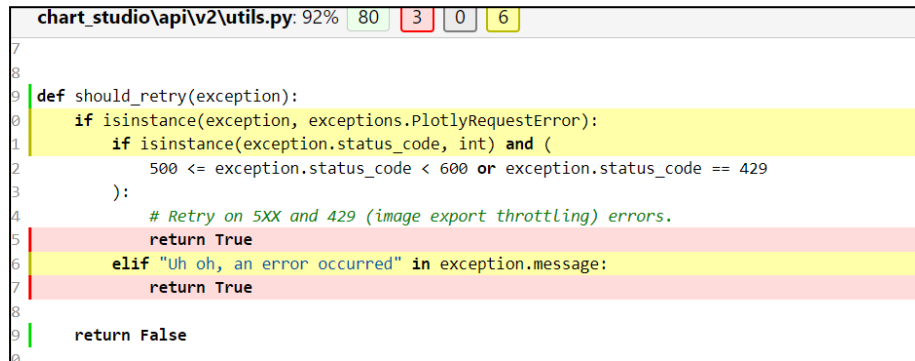 chart_studio\api\v2\utils.py: 92% 80 3 0 6
7
8
9 def should_retry(exception):
0 if isinstance(exception, exceptions.PlotlyRequestError):
1 if isinstance(exception.status_code, int) and (
2 500 <= exception.status_code < 600 or exception.status_code == 429
3 ):
4 # Retry on 5XX and 429 (image export throttling) errors.
5 return True
6 elif "Uh oh, an error occurred" in exception.message:
7 return True
8
9 return False
0